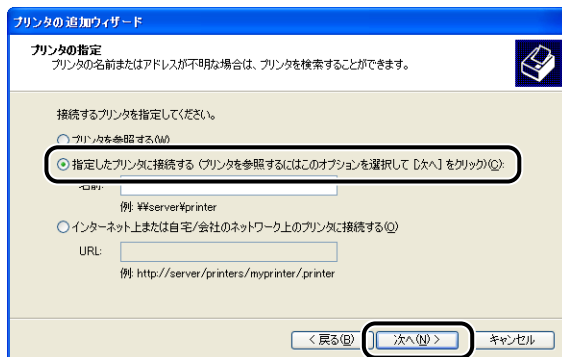 プリンタの追加ウィザード
プリンタの指定
プリンタの名前またはアドレスが不明な場合は、プリンタを検索することができます。
接続するプリンタを指定してください。
プリンタを参照する(W)
指定したプリンタに接続する (プリンタを参照するにはこのオプションを選択して [次へ] をクリック)(C):
名前:
例: ¥¥server¥printer
インターネット上または自宅/会社のネットワーク上のプリンタに接続する(O)
URL:
例: http://server/printers/myprinter/.printer
< 戻る(B)
次へ(N) >
キャンセル